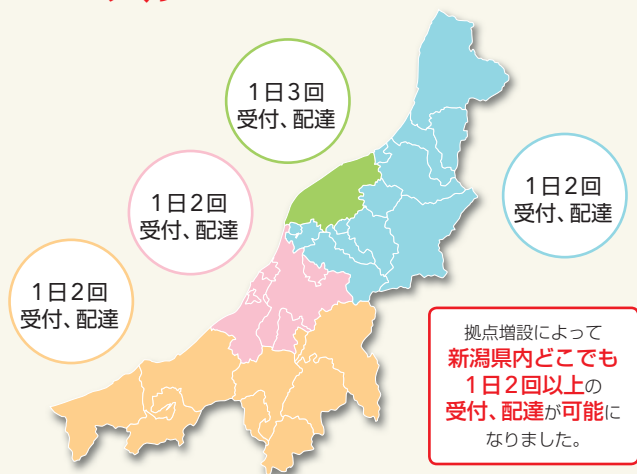 1日3回
受付、配達
1日2回
受付、配達
1日2回
受付、配達
1日2回
受付、配達
拠点増設によって
新潟県内どこでも
1日2回以上の
受付、配達が可能に
なりました。